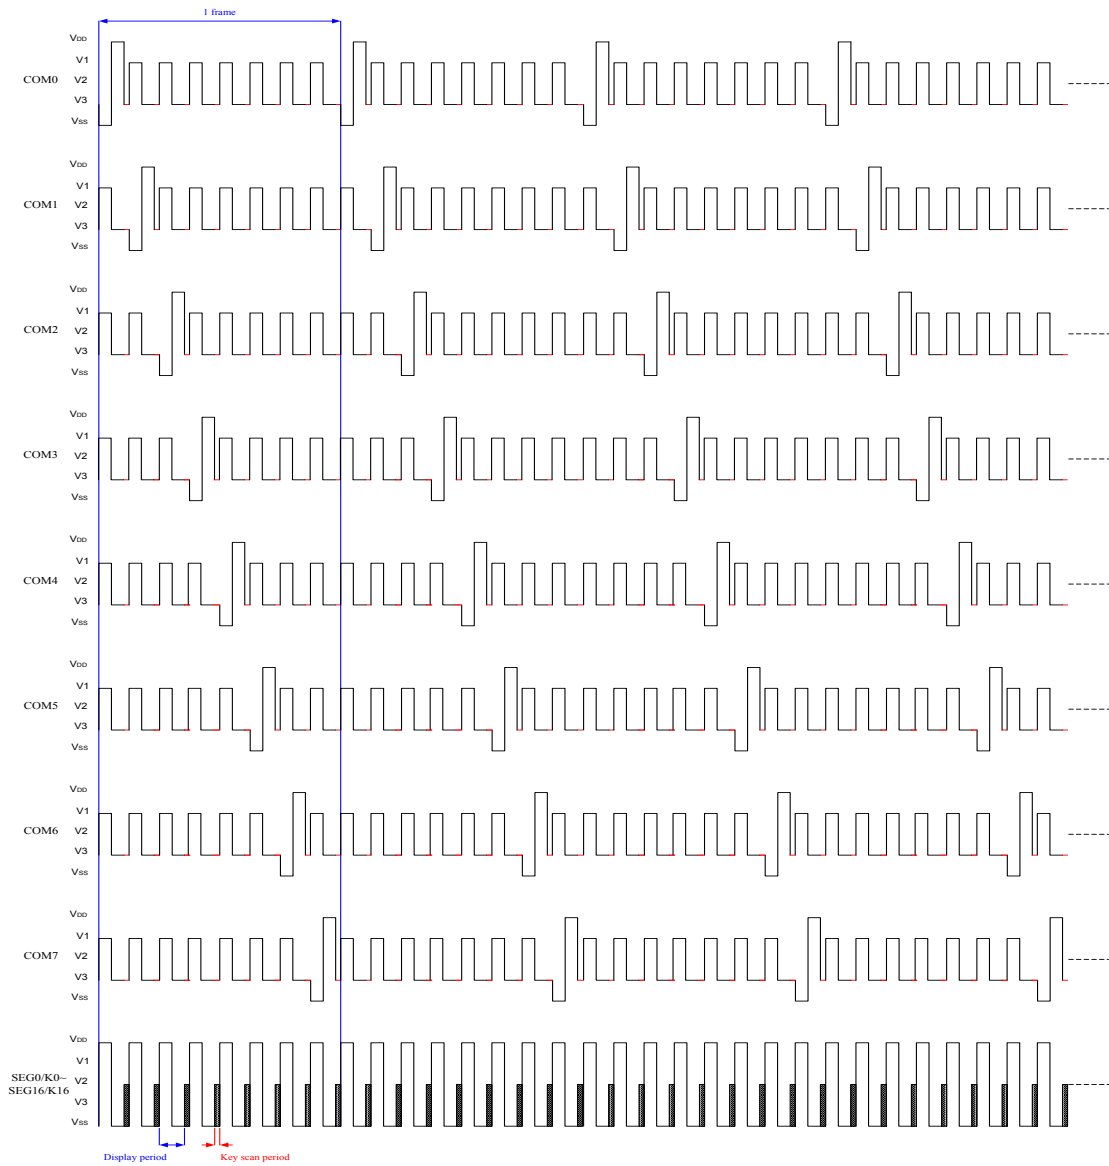 1 frame
VDD
V1
COM0
V2
V3
VSS
VDD
V1
COM1
V2
V3
VSS
VDD
V1
COM2
V2
V3
VSS
VDD
V1
COM3
V2
V3
VSS
VDD
V1
COM4
V2
V3
VSS
VDD
V1
COM5
V2
V3
VSS
VDD
V1
COM6
V2
V3
VSS
VDD
V1
COM7
V2
V3
VSS
VDD
V1
SEG0/K0~
V2
SEG16/K16
V3
VSS
Display period
Key scan period